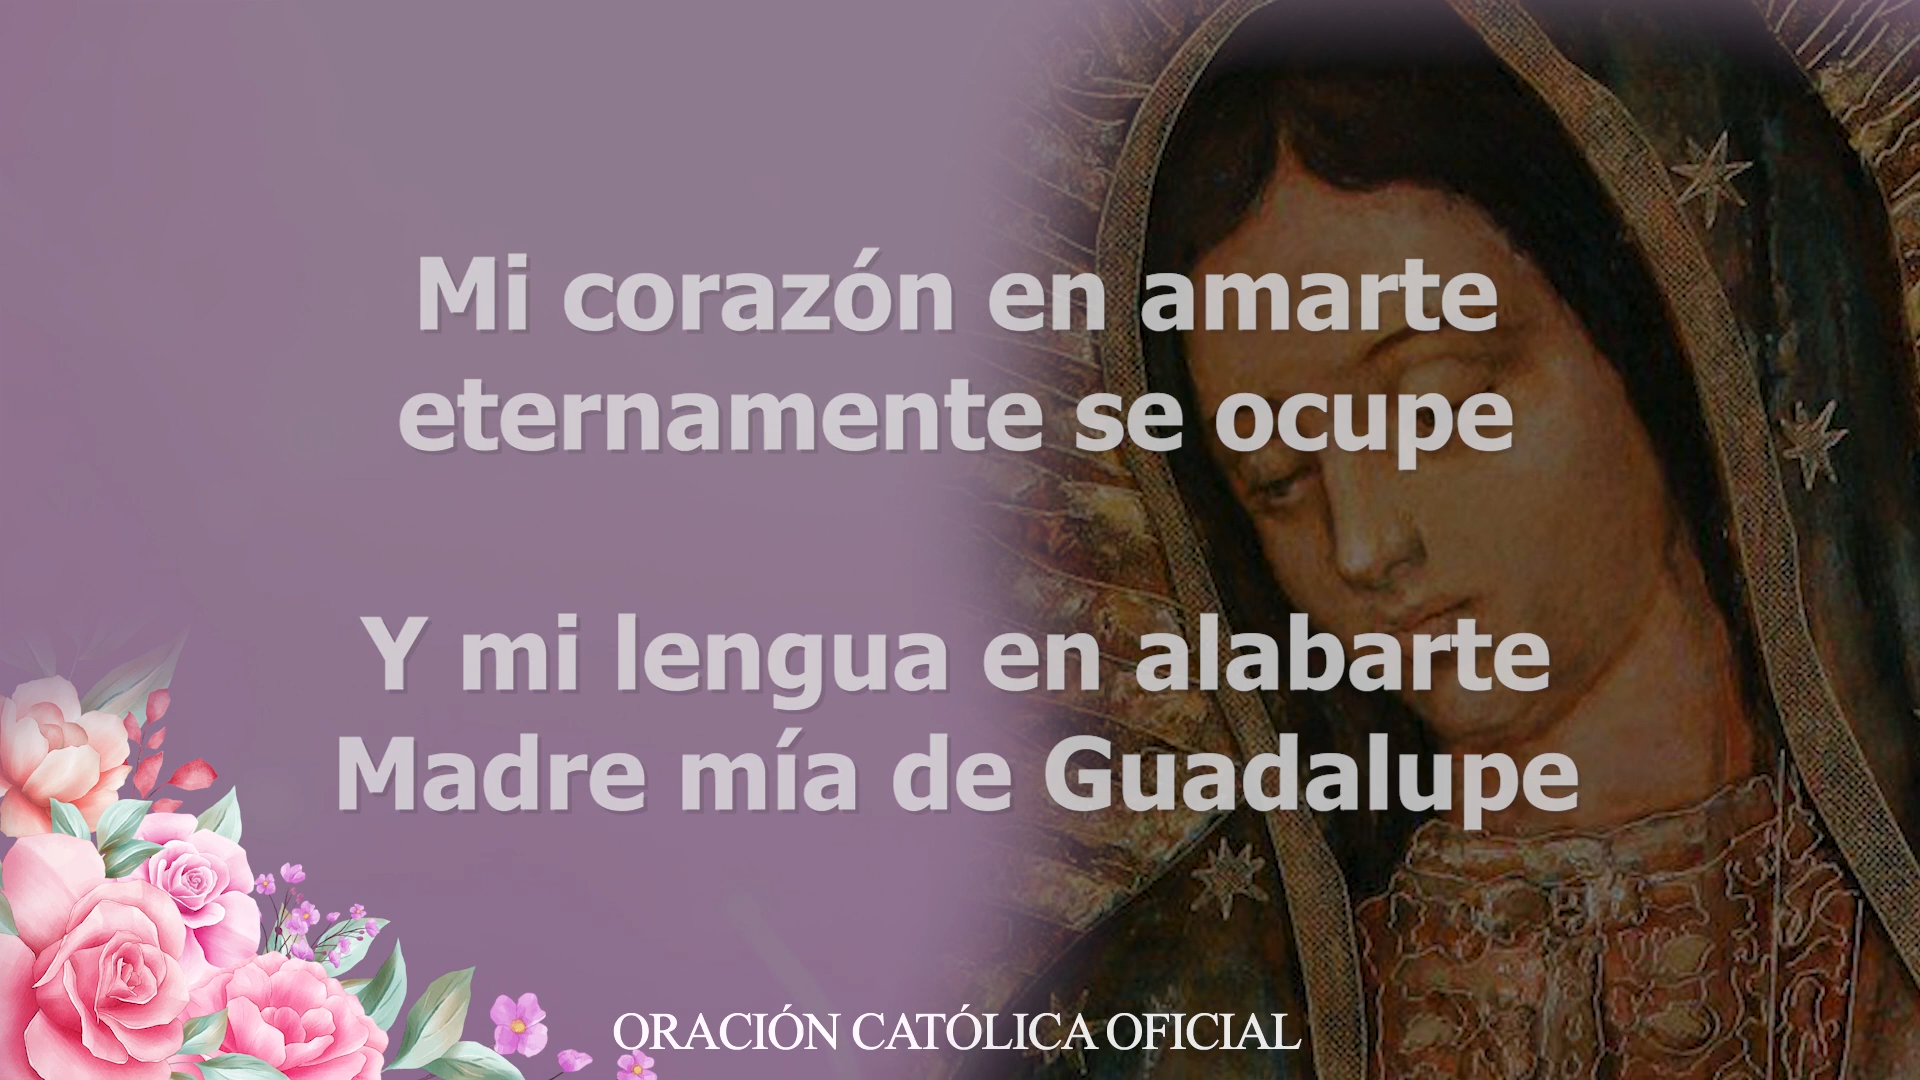 Mi corazón en amarte
eternamente se ocupe
Y mi lengua en alabarte
Madre mía de Guadalupe
ORACIÓN CATÓLICA OFICIAL